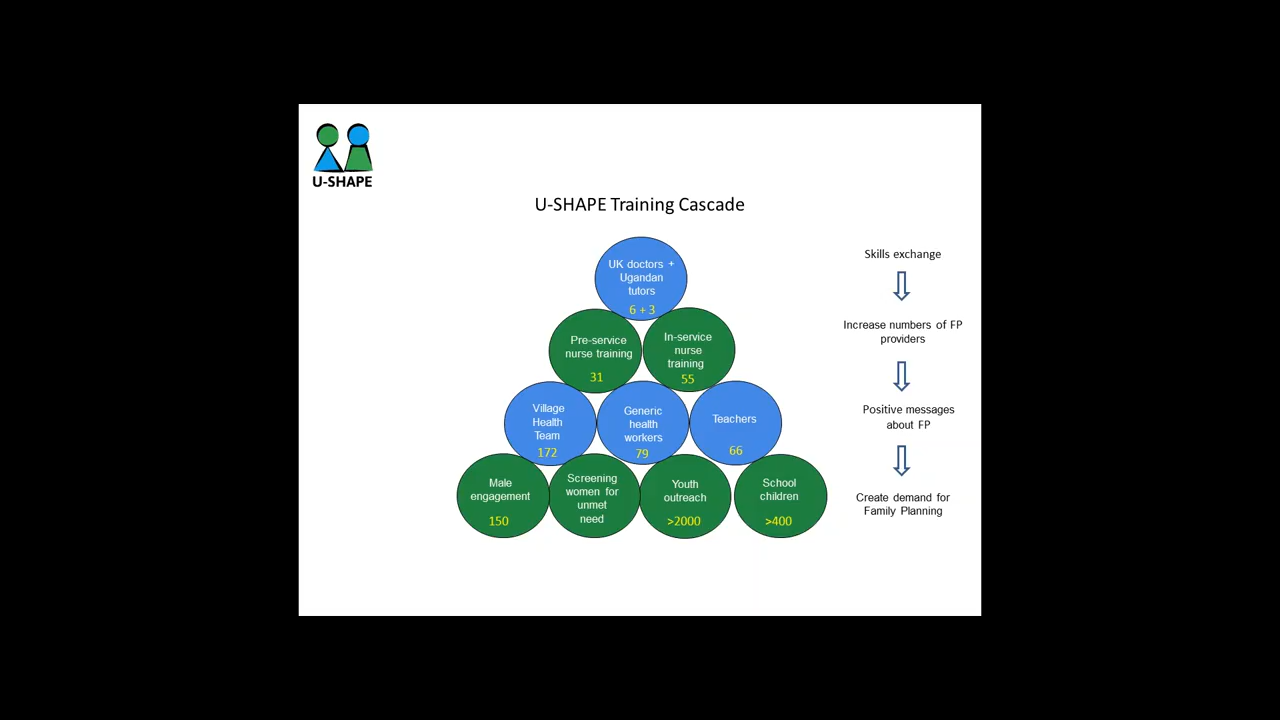 U-SHAPE
U-SHAPE Training Cascade
UK doctors +
Ugandan
tutors
6 + 3
Skills exchange
Pre-service
nurse training
31
In-service
nurse
training
55
Increase numbers of FP
providers
Village
Health
Team
172
Generic
health
workers
79
Teachers
66
Positive messages
about FP
Male
engagement
150
Screening
women for
unmet
need
Youth
outreach
>2000
School
children
>400
Create demand for
Family Planning